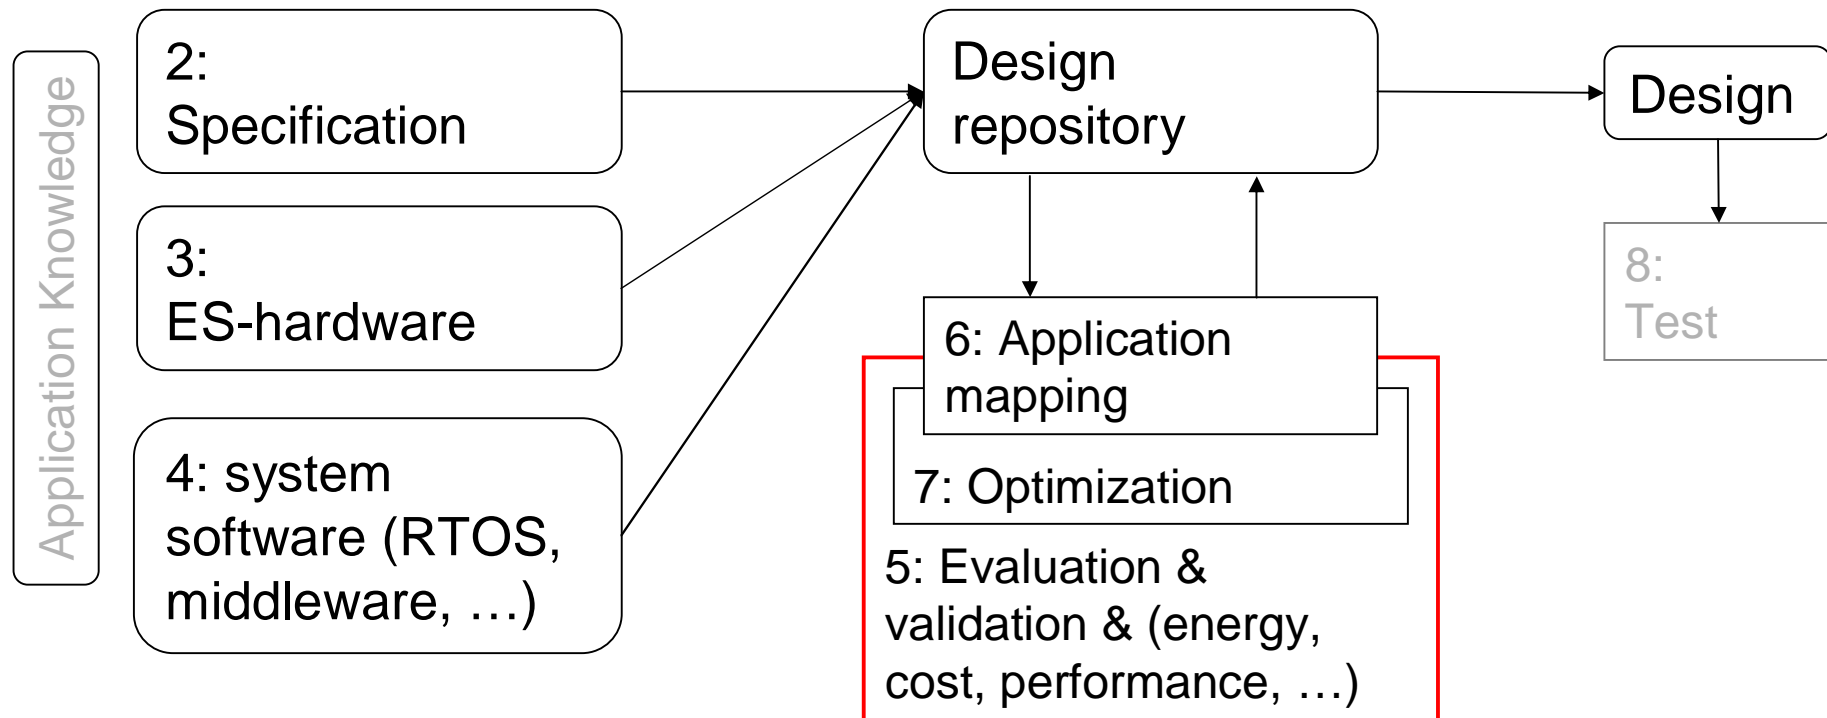 Application Knowledge
2:
Specification
3:
ES-hardware
4: system
software (RTOS,
middleware, …)
Design
repository
6: Application
mapping
7: Optimization
5: Evaluation &
validation & (energy,
cost, performance, …)
Design
8:
Test